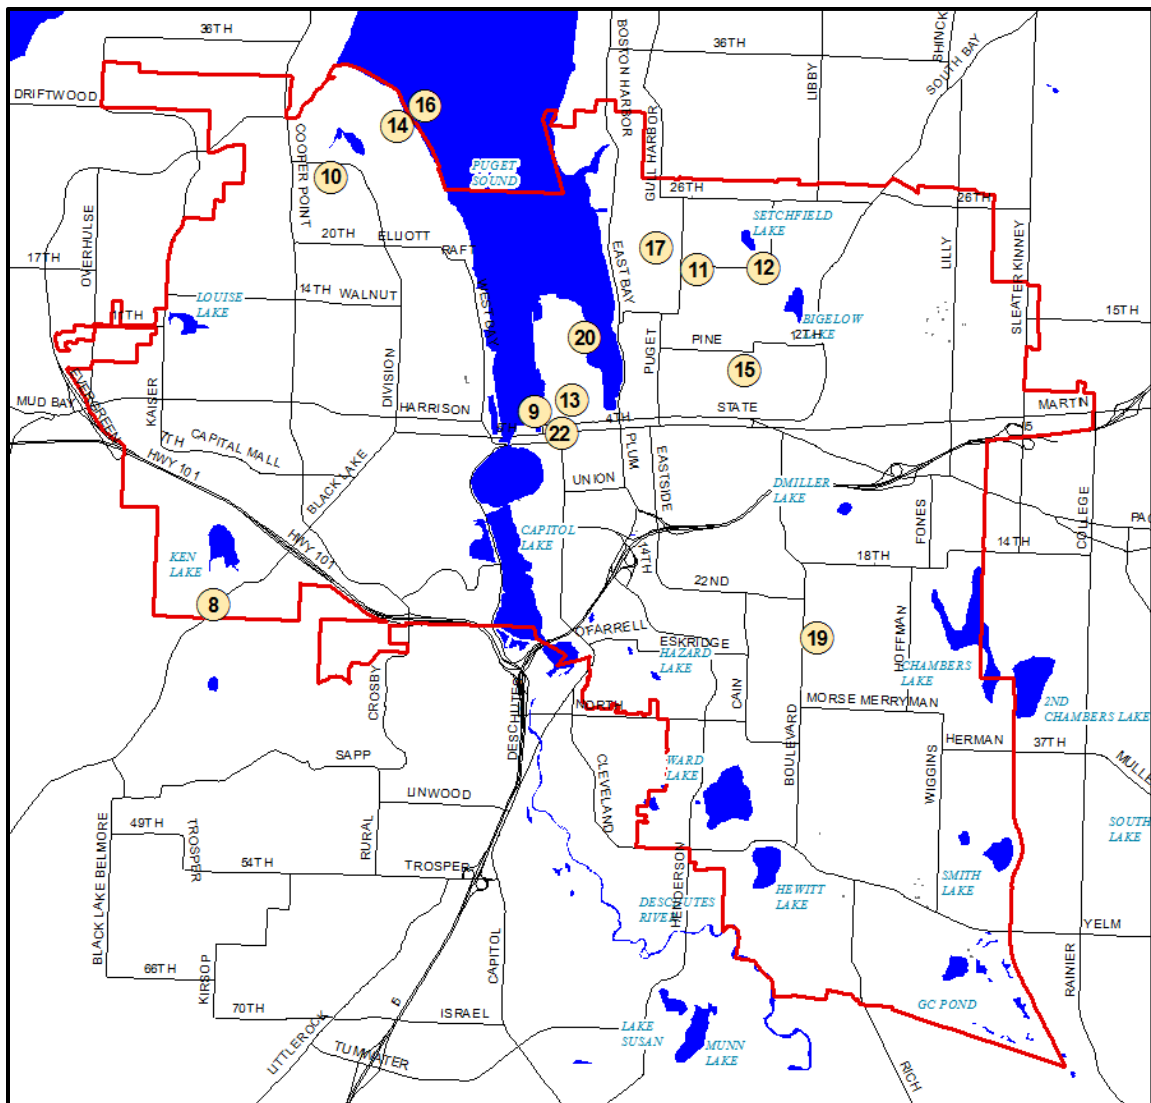 36TH
BOSTON HARBOR
36TH
LIBBY
SHINCK
SOUTH BAY
DRIFTWOOD
COOPER POINT
16
14
10
PUGET
SOUND
GULL HARBOR
26TH
26TH
SETCHFIELD
LAKE
OVERHULSE
17TH
20TH
ELLIOTT
RAFT
EAST BAY
17
11
12
LILLY
SLEATER KINNEY
LOUISE
LAKE
14TH
WALNUT
WEST BAY
11TH
BIGELOW
LAKE
15TH
20
PUGET
PINE
12TH
15
KAISER
DIVISION
MUD BAY
EVERGREEN
HARRISON
9
13
22
4TH
STATE
MARTIN
I5
7TH
CAPITAL MALL
HWY 101
BLACK LAKE
PLUM
EASTSIDE
UNION
DMILLER
LAKE
FONES
COLLEGE
HWY 101
KEN
LAKE
CAPITOL
LAKE
14TH
18TH
14TH
22ND
8
O'FARRELL
ESKRIDGE
HAZARD
LAKE
19
HOFFMAN
CHAMBERS
LAKE
CROSBY
DESCHUTES
NORTH
CAIN
MORSE MERRYMAN
2ND
CHAMBERS LAKE
BOULEVARD
HERMAN
37TH
SAPP
CLEVELAND
WARD
LAKE
WIGGINS
LINWOOD
49TH
TROSPER
RURAL
SOUTH
LAKE
54TH
TROSPER
BLACK LAKE BELMORE
HENDERSON
DESCHUTES
RIVER
HEWITT
LAKE
SMITH
LAKE
YELM
66TH
KIRSOP
CAPITOL
RAINIER
70TH
I5
ISRAEL
GC POND
LITTLEROCK
TUMWATER
LAKE
SUSAN
MUNN
LAKE
RICH